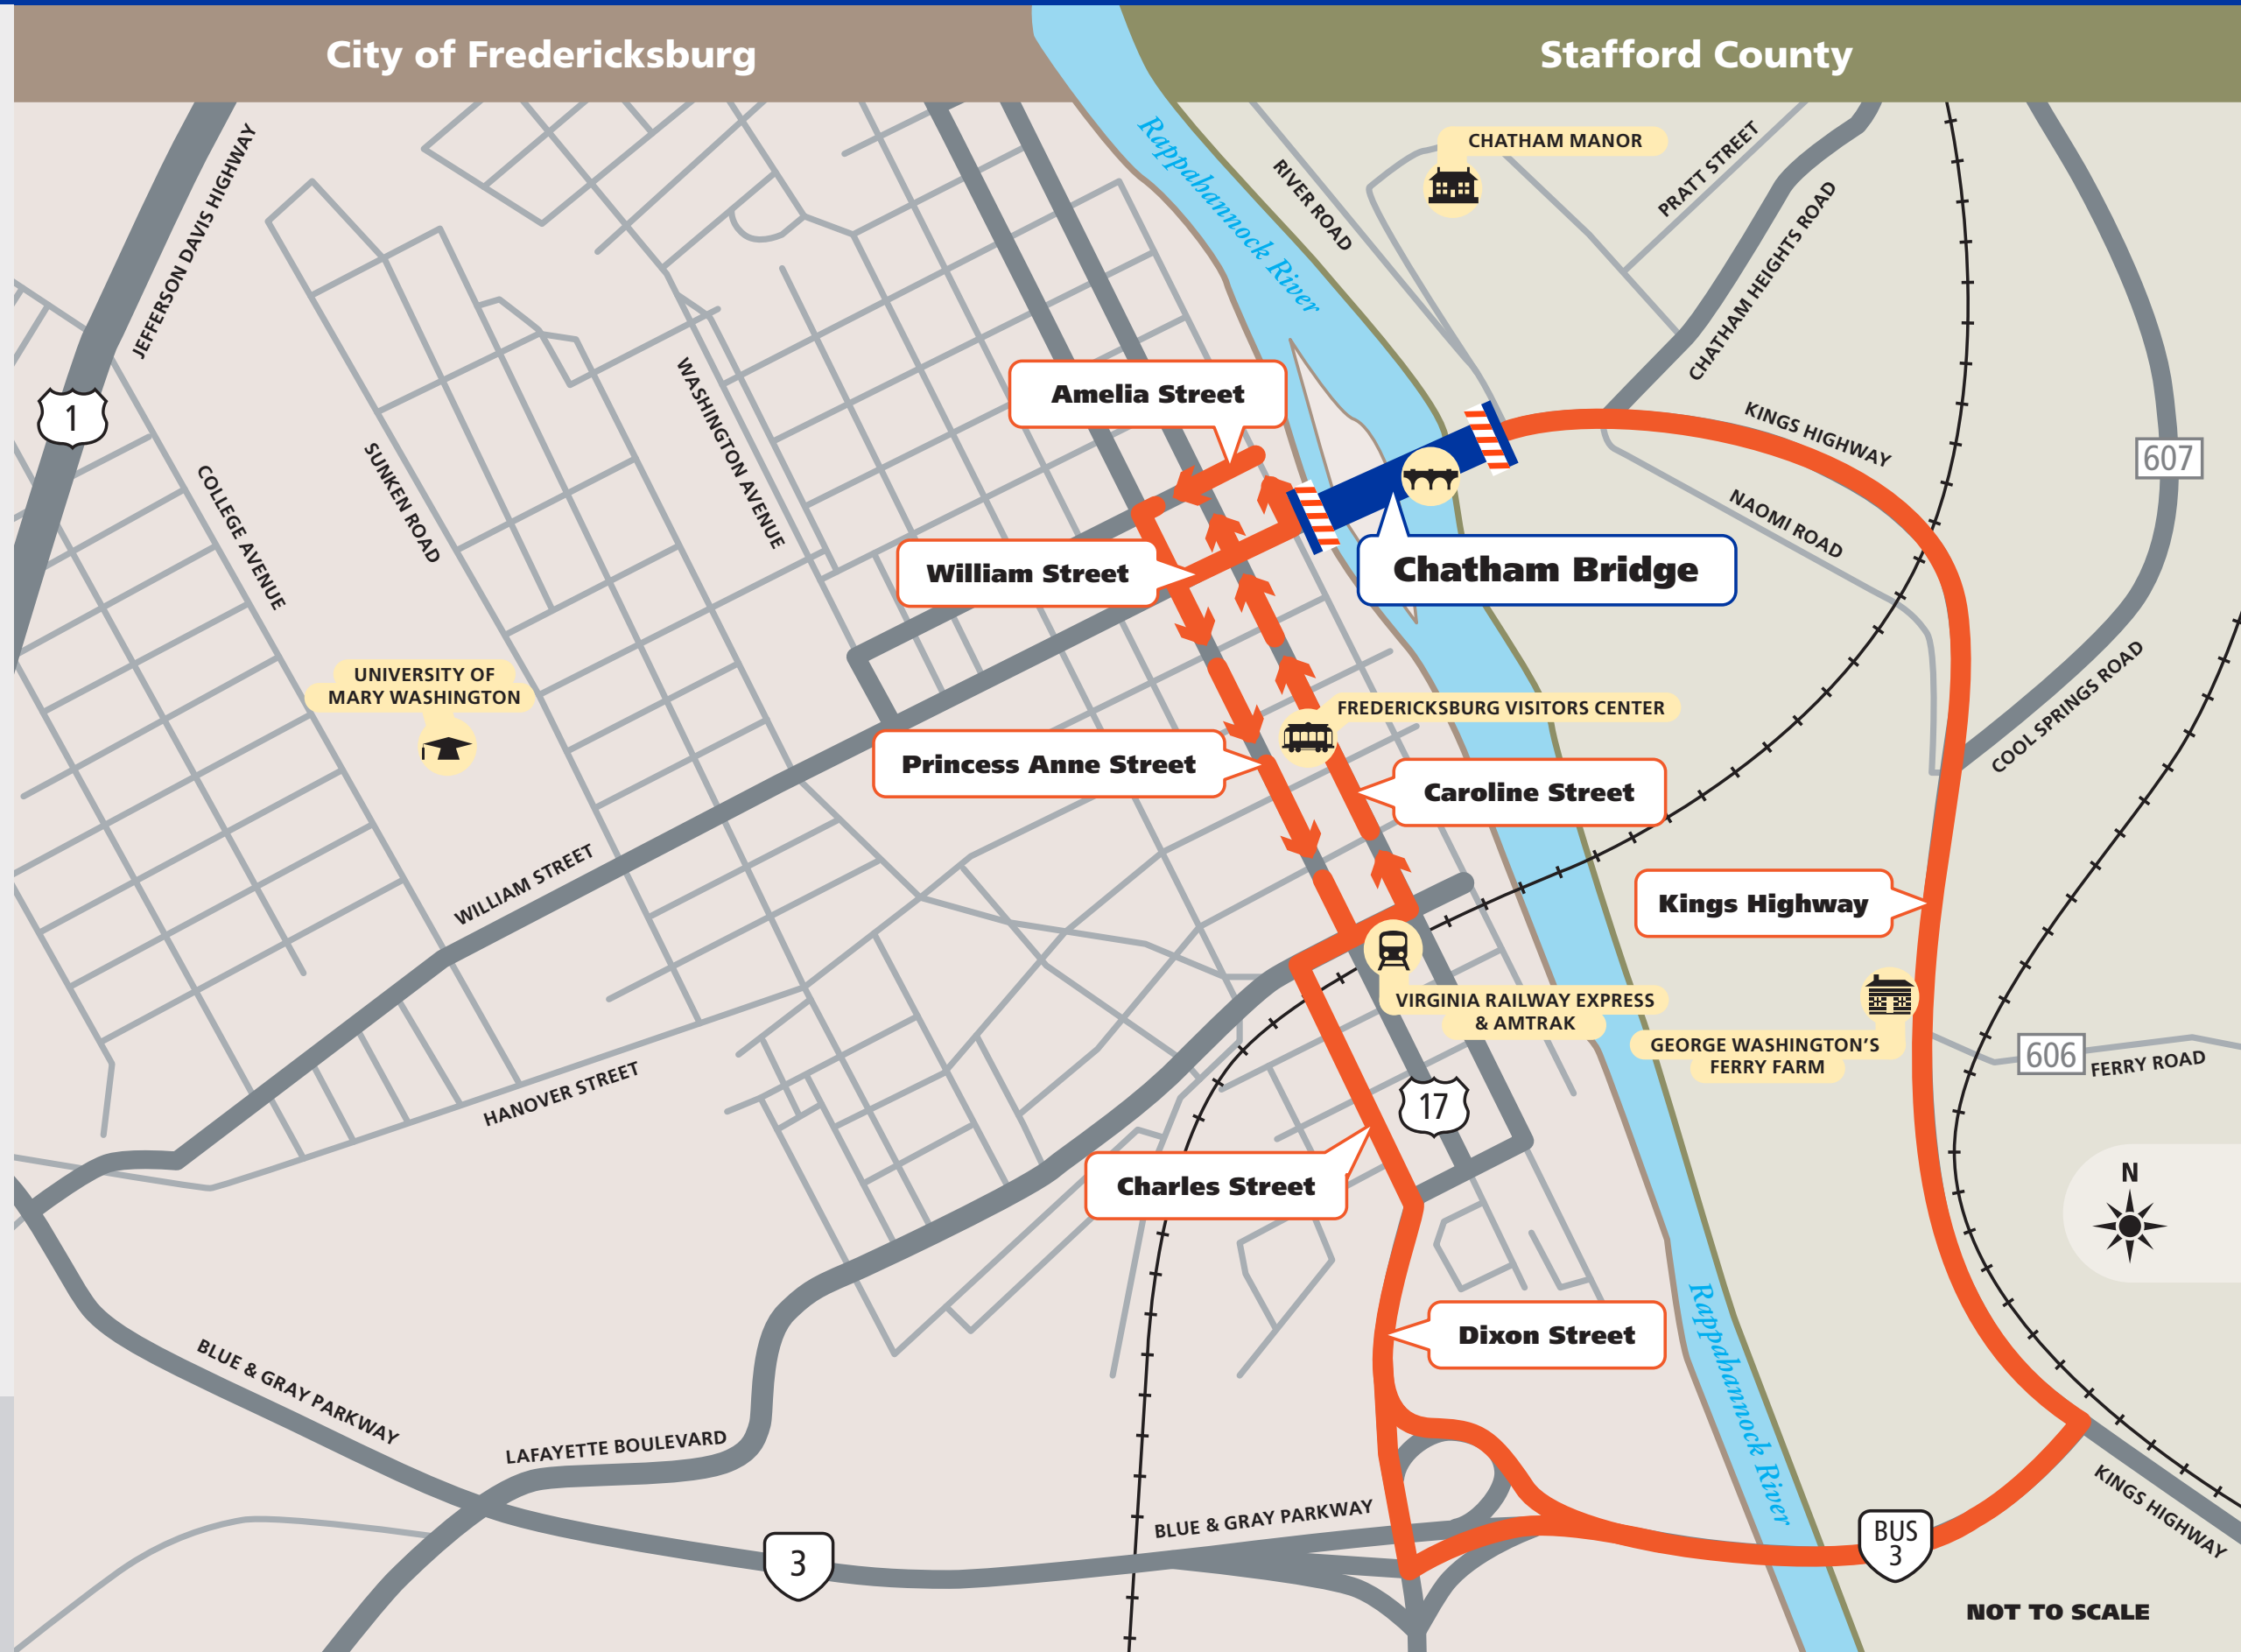 City of Fredericksburg
Stafford County
Rappahannock River
CHATHAM MANOR
RIVER ROAD
PRATT STREET
CHATHAM HEIGHTS ROAD
JEFFERSON DAVIS HIGHWAY
1
COLLEGE AVENUE
SUNKEN ROAD
WASHINGTON AVENUE
Amelia Street
KINGS HIGHWAY
607
NAOMI ROAD
William Street
Chatham Bridge
UNIVERSITY OF
MARY WASHINGTON
FREDERICKSBURG VISITORS CENTER
COOL SPRINGS ROAD
Princess Anne Street
Caroline Street
WILLIAM STREET
Kings Highway
VIRGINIA RAILWAY EXPRESS
& AMTRAK
GEORGE WASHINGTON'S
FERRY FARM
606
FERRY ROAD
HANOVER STREET
17
Charles Street
N
Dixon Street
Rappahannock River
BLUE & GRAY PARKWAY
LAFAYETTE BOULEVARD
BLUE & GRAY PARKWAY
3
BUS
3
KINGS HIGHWAY
NOT TO SCALE